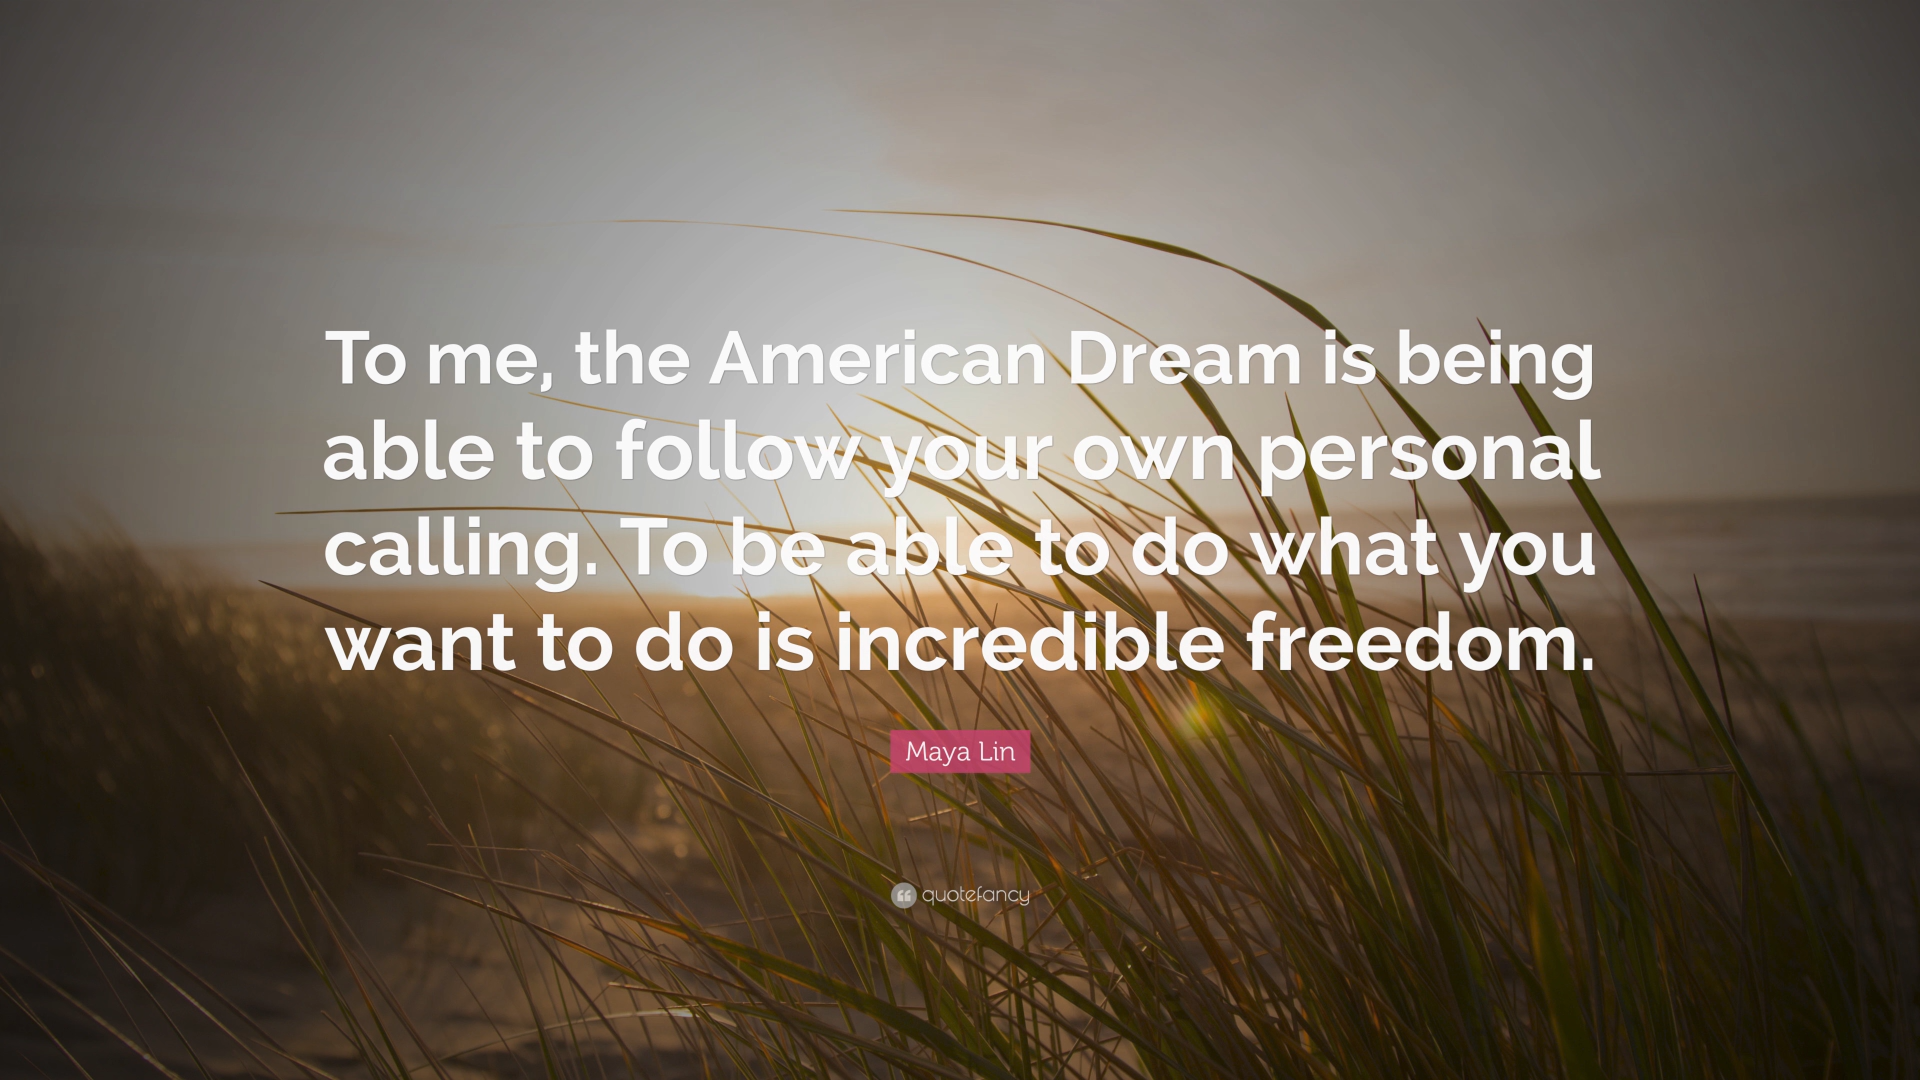 To me, the American Dream is being
able to follow your own personal
calling. To be able to do what you
want to do is incredible freedom.
Maya Lin
quotefancy